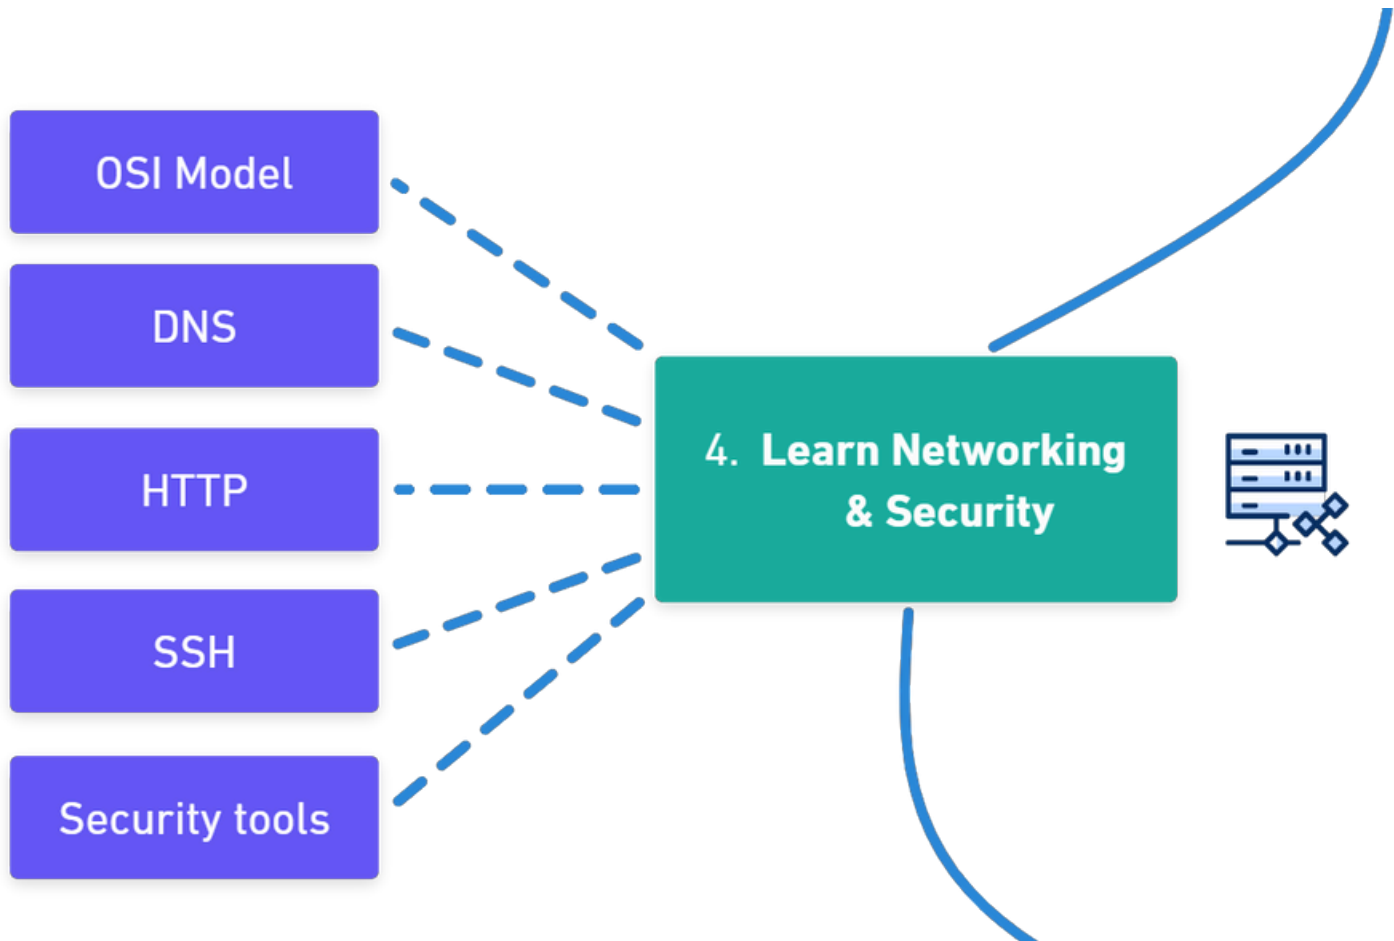 OSI Model
DNS
HTTP
SSH
Security tools
4. Learn Networking
& Security